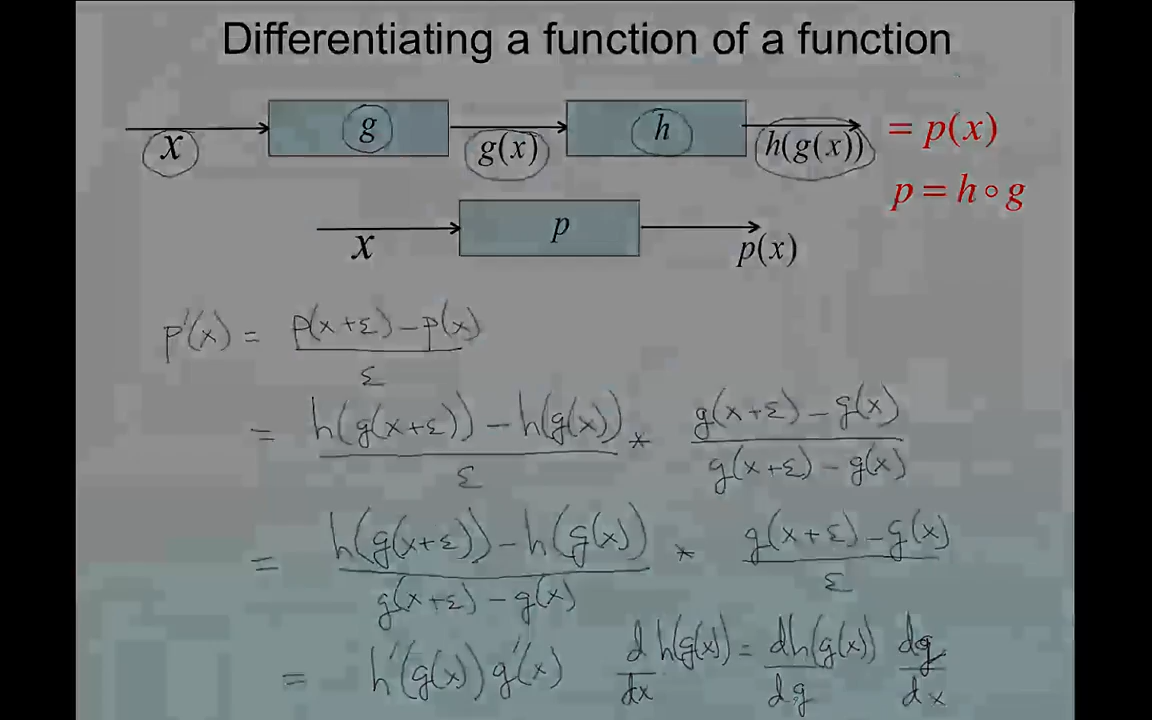 Differentiating a function of a function
x g g(x) h h(g(x)) = p(x)
p = h ∘ g
x p p(x)
p'(x) = p(x+ε) − p(x) / ε
= h(g(x+ε)) − h(g(x)) / ε * g(x+ε) − g(x) / g(x+ε) − g(x)
= h(g(x+ε)) − h(g(x)) / g(x+ε) − g(x) * g(x+ε) − g(x) / ε
= h'(g(x)) g'(x) d/dx h(g(x)) = dh(g(x))/dg dg/dx